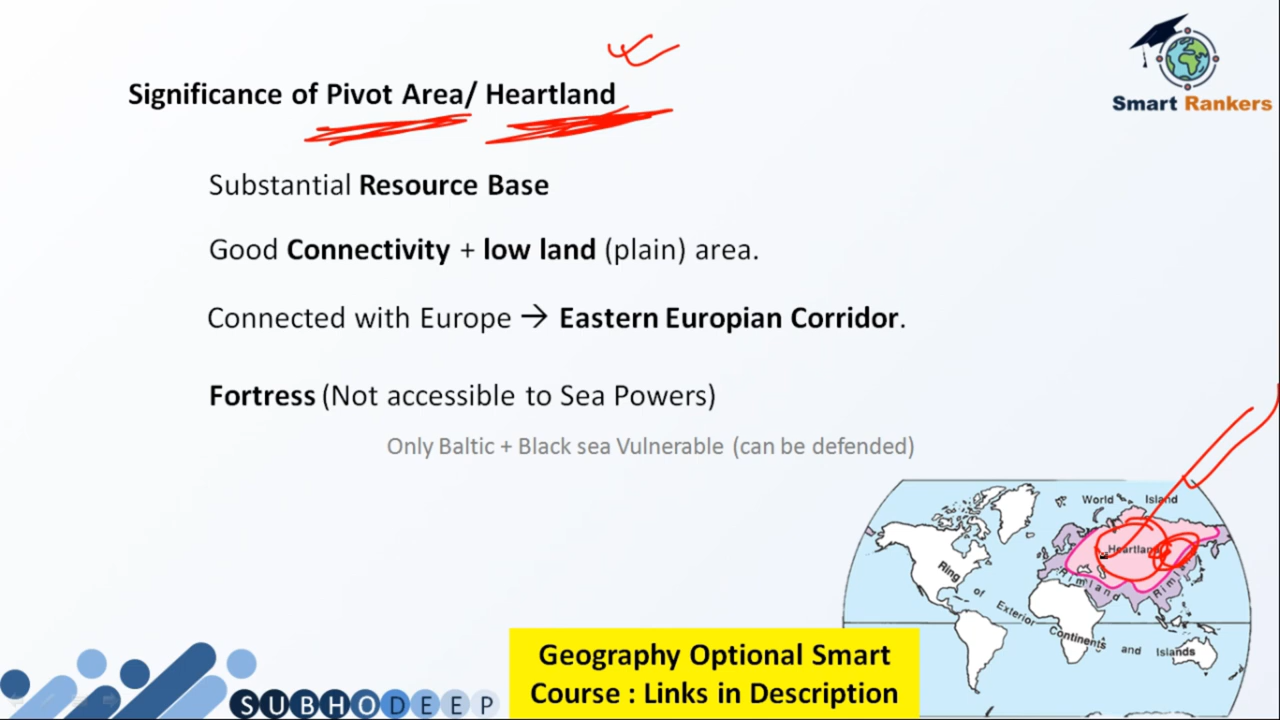 Smart Rankers
Significance of Pivot Area/ Heartland
Substantial Resource Base
Good Connectivity + low land (plain) area.
Connected with Europe → Eastern Europian Corridor.
Fortress (Not accessible to Sea Powers)
Only Baltic + Black sea Vulnerable (can be defended)
World Island
Heartland
Rimland
Rim
Ring of Exterior Continents and Islands
Geography Optional Smart
Course : Links in Description
SUBHODEEP